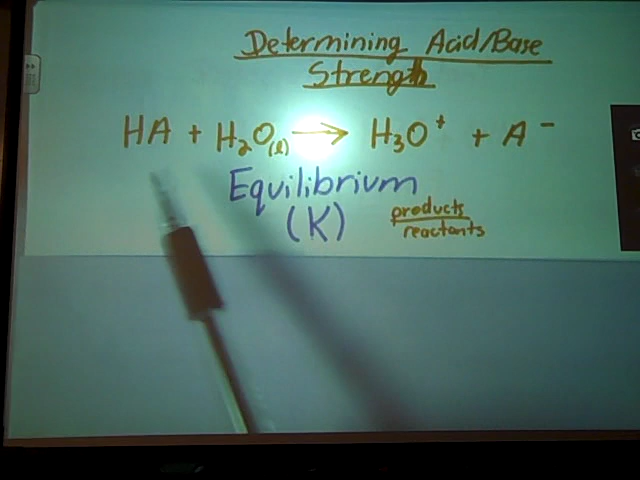 Determining Acid/Base
Strength
HA + H₂O(l) → H₃O⁺ + A⁻
Equilibrium
(K)
products
reactants